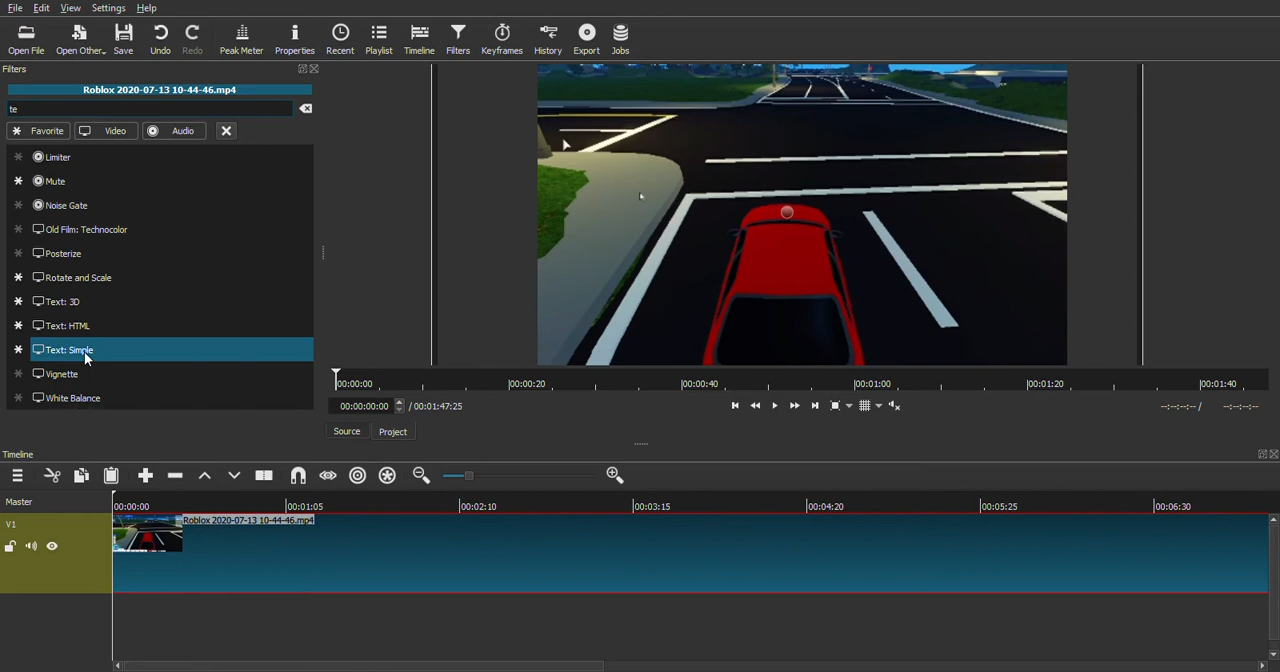 File Edit View Settings Help
Open File Open Other.. Save Undo Redo Peak Meter Properties Recent Playlist Timeline Filters Keyframes History Export Jobs
Filters
Roblox 2020-07-13 10-44-46.mp4
te
Favorite Video Audio
Limiter
Mute
Noise Gate
Old Film: Technocolor
Posterize
Rotate and Scale
Text: 3D
Text: HTML
Text: Simple
Vignette
White Balance
00:00:00 00:00:20 00:00:40 00:01:00 00:01:20 00:01:40
00:00:00:00 / 00:01:47:25 --:--:--:-- / --:--:--:--
Source Project
Timeline
Master 00:00:00 00:01:05 00:02:10 00:03:15 00:04:20 00:05:25 00:06:30
V1 Roblox 2020-07-13 10-44-46.mp4